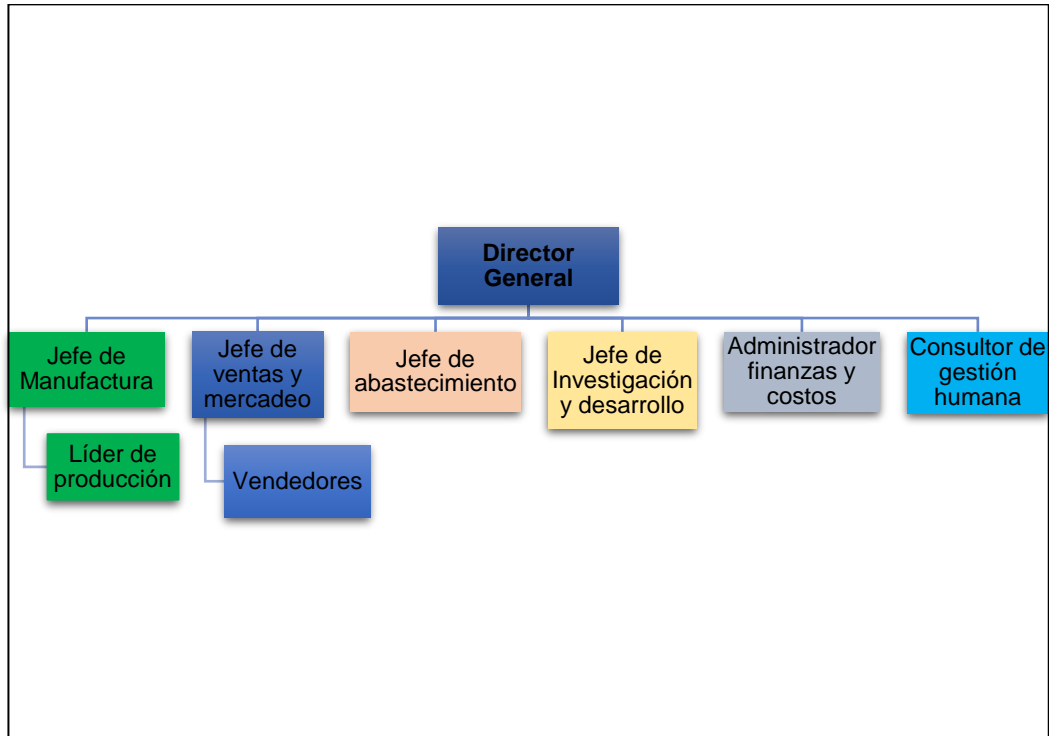 Director
General
Jefe de
Manufactura
Jefe de
ventas y
mercadeo
Jefe de
abastecimiento
Jefe de
Investigación
y desarrollo
Administrador
finanzas y
costos
Consultor de
gestión
humana
Líder de
producción
Vendedores